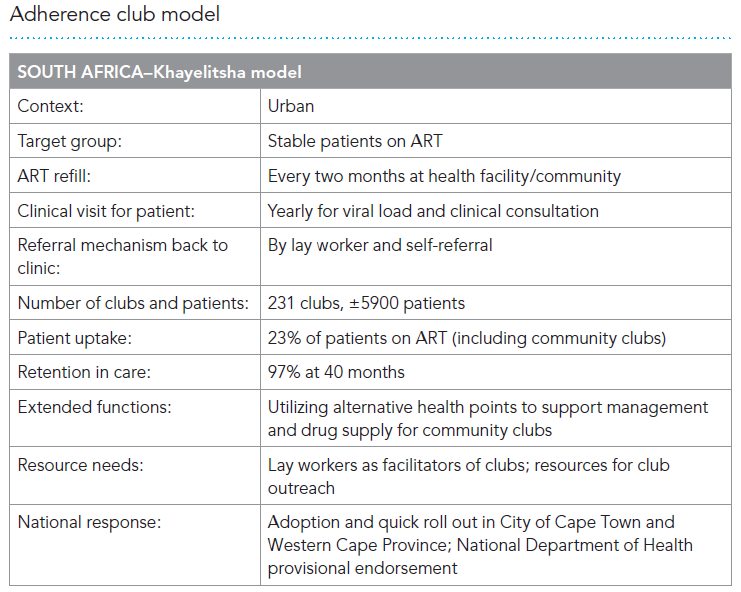 Adherence club model
SOUTH AFRICA–Khayelitsha model
Context: Urban
Target group: Stable patients on ART
ART refill: Every two months at health facility/community
Clinical visit for patient: Yearly for viral load and clinical consultation
Referral mechanism back to
clinic:
By lay worker and self-referral
Number of clubs and patients: 231 clubs, ±5900 patients
Patient uptake: 23% of patients on ART (including community clubs)
Retention in care: 97% at 40 months
Extended functions: Utilizing alternative health points to support management
and drug supply for community clubs
Resource needs: Lay workers as facilitators of clubs; resources for club
outreach
National response: Adoption and quick roll out in City of Cape Town and
Western Cape Province; National Department of Health
provisional endorsement